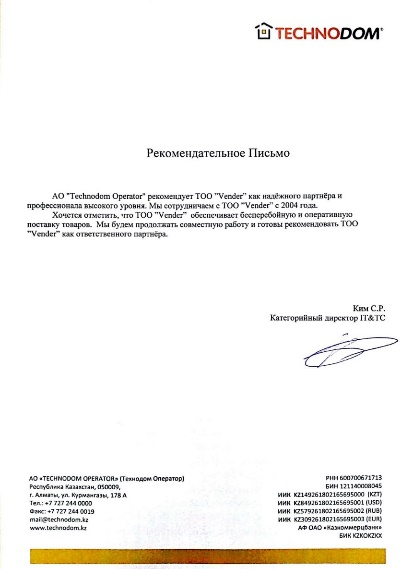 TECHNODOM®
Рекомендательное Письмо
АО "Technodom Operator" рекомендует ТОО "Vender" как надёжного партнёра и
профессионала высокого уровня. Мы сотрудничаем с ТОО "Vender" с 2004 года.
Хочется отметить, что ТОО "Vender" обеспечивает бесперебойную и оперативную
поставку товаров. Мы будем продолжать совместную работу и готовы рекомендовать ТОО
"Vender" как ответственного партнёра.
Ким С.Р.
Категорийный директор IT&TC
АО «TECHNODOM OPERATOR» (Технодом Оператор)
Республика Казахстан, 050009,
г. Алматы, ул. Курмангазы, 178 А
Тел.: +7 727 244 0000
Факс: +7 727 244 0019
mail@technodom.kz
www.technodom.kz
РНН 600700671713
БИН 121140008045
ИИК KZ149261802165695000 (KZT)
ИИК KZ849261802165695001 (USD)
ИИК KZ579261802165695002 (RUB)
ИИК KZ309261802165695003 (EUR)
АФ ОАО «Казкоммерцбанк»
БИК KZKOKZKX